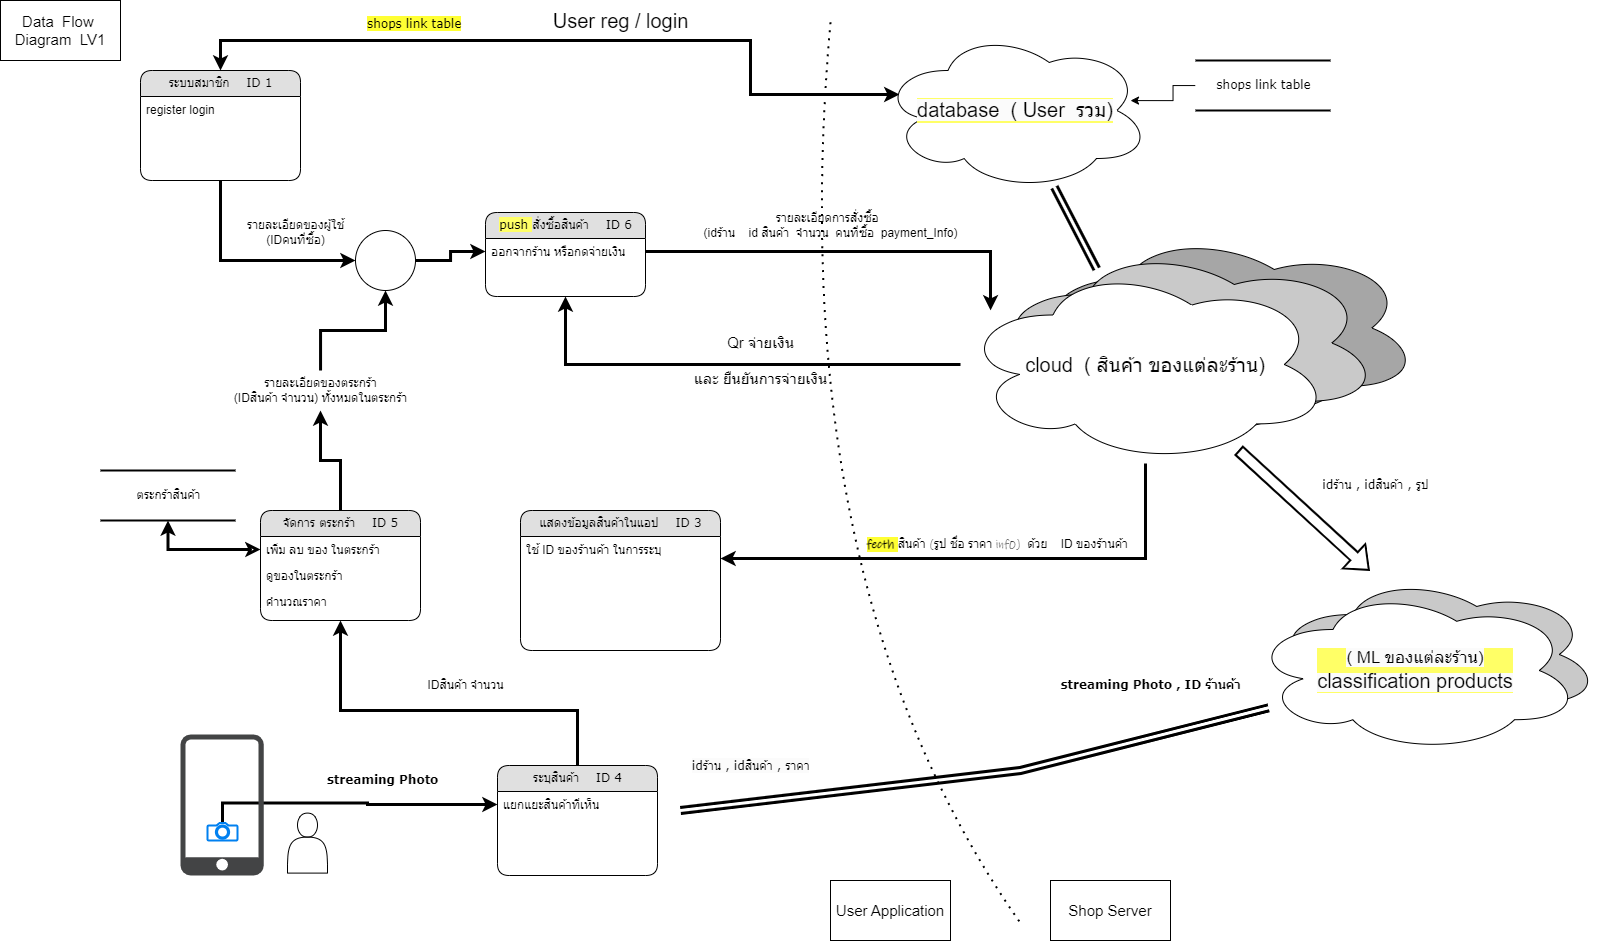 Data Flow
Diagram LV1
shops link table
User reg / login
ระบบสมาชิก ID 1
register login
database ( User รวม)
shops link table
รายละเอียดของผู้ใช้
(IDคนที่ซื้อ)
push สั่งซื้อสินค้า ID 6
ออกจากร้าน หรือกดจ่ายเงิน
รายละเอียดการสั่งซื้อ
(idร้าน id สินค้า จำนวน คนที่ซื้อ payment_Info)
Qr จ่ายเงิน
และ ยืนยันการจ่ายเงิน
cloud ( สินค้า ของแต่ละร้าน)
รายละเอียดของตระกร้า
(IDสินค้า จำนวน) ทั้งหมดในตระกร้า
ตระกร้าสินค้า
idร้าน , idสินค้า , รูป
จัดการ ตระกร้า ID 5
เพิ่ม ลบ ของ ในตระกร้า
ดูของในตระกร้า
คำนวณราคา
แสดงข้อมูลสินค้าในแอป ID 3
ใช้ ID ของร้านค้า ในการระบุ
fecth สินค้า (รูป ชื่อ ราคา info) ด้วย ID ของร้านค้า
( ML ของแต่ละร้าน)
classification products
IDสินค้า จำนวน
streaming Photo , ID ร้านค้า
streaming Photo
ระบุสินค้า ID 4
แยกแยะสินค้าที่เห็น
idร้าน , idสินค้า , ราคา
User Application
Shop Server